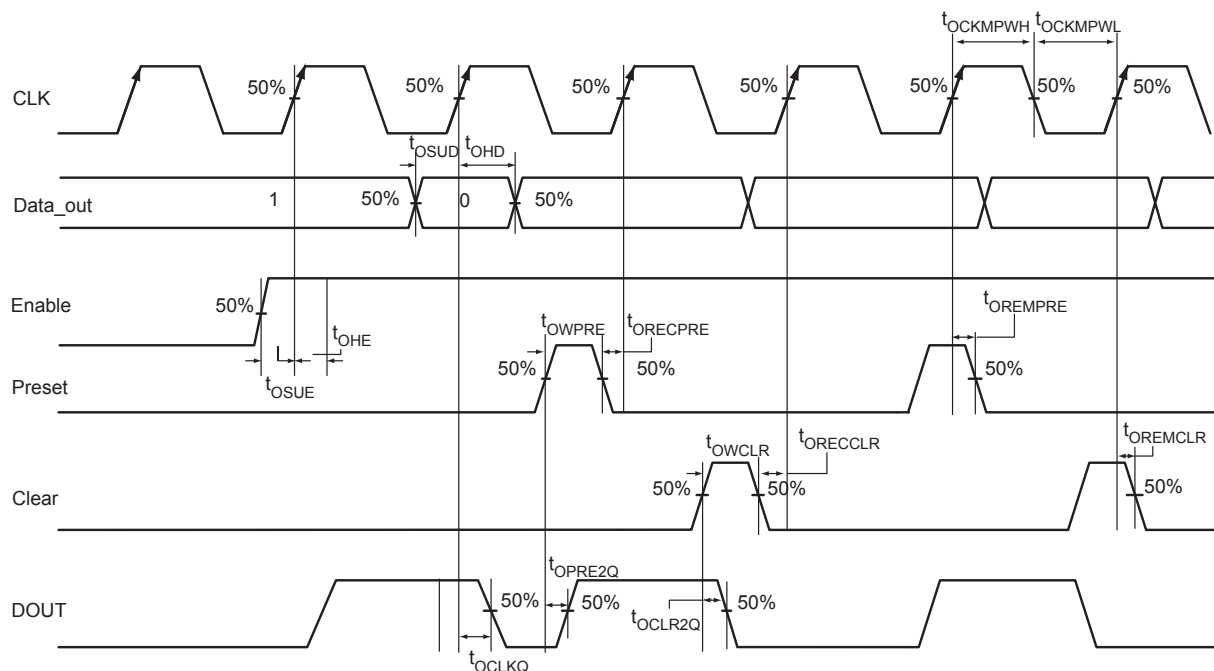 tOCKMPWH tOCKMPWL
CLK 50% 50% 50% 50% 50% 50% 50%
tOSUD tOHD
Data_out 1 50% 0 50%
Enable 50%
tOHE
tOSUE
tOWPRE tORECPRE tOREMPRE
Preset 50% 50% 50%
tOWCLR tORECCLR tOREMCLR
Clear 50% 50% 50%
tOPRE2Q
DOUT 50% 50% 50%
tOCLR2Q
tOCLKQ